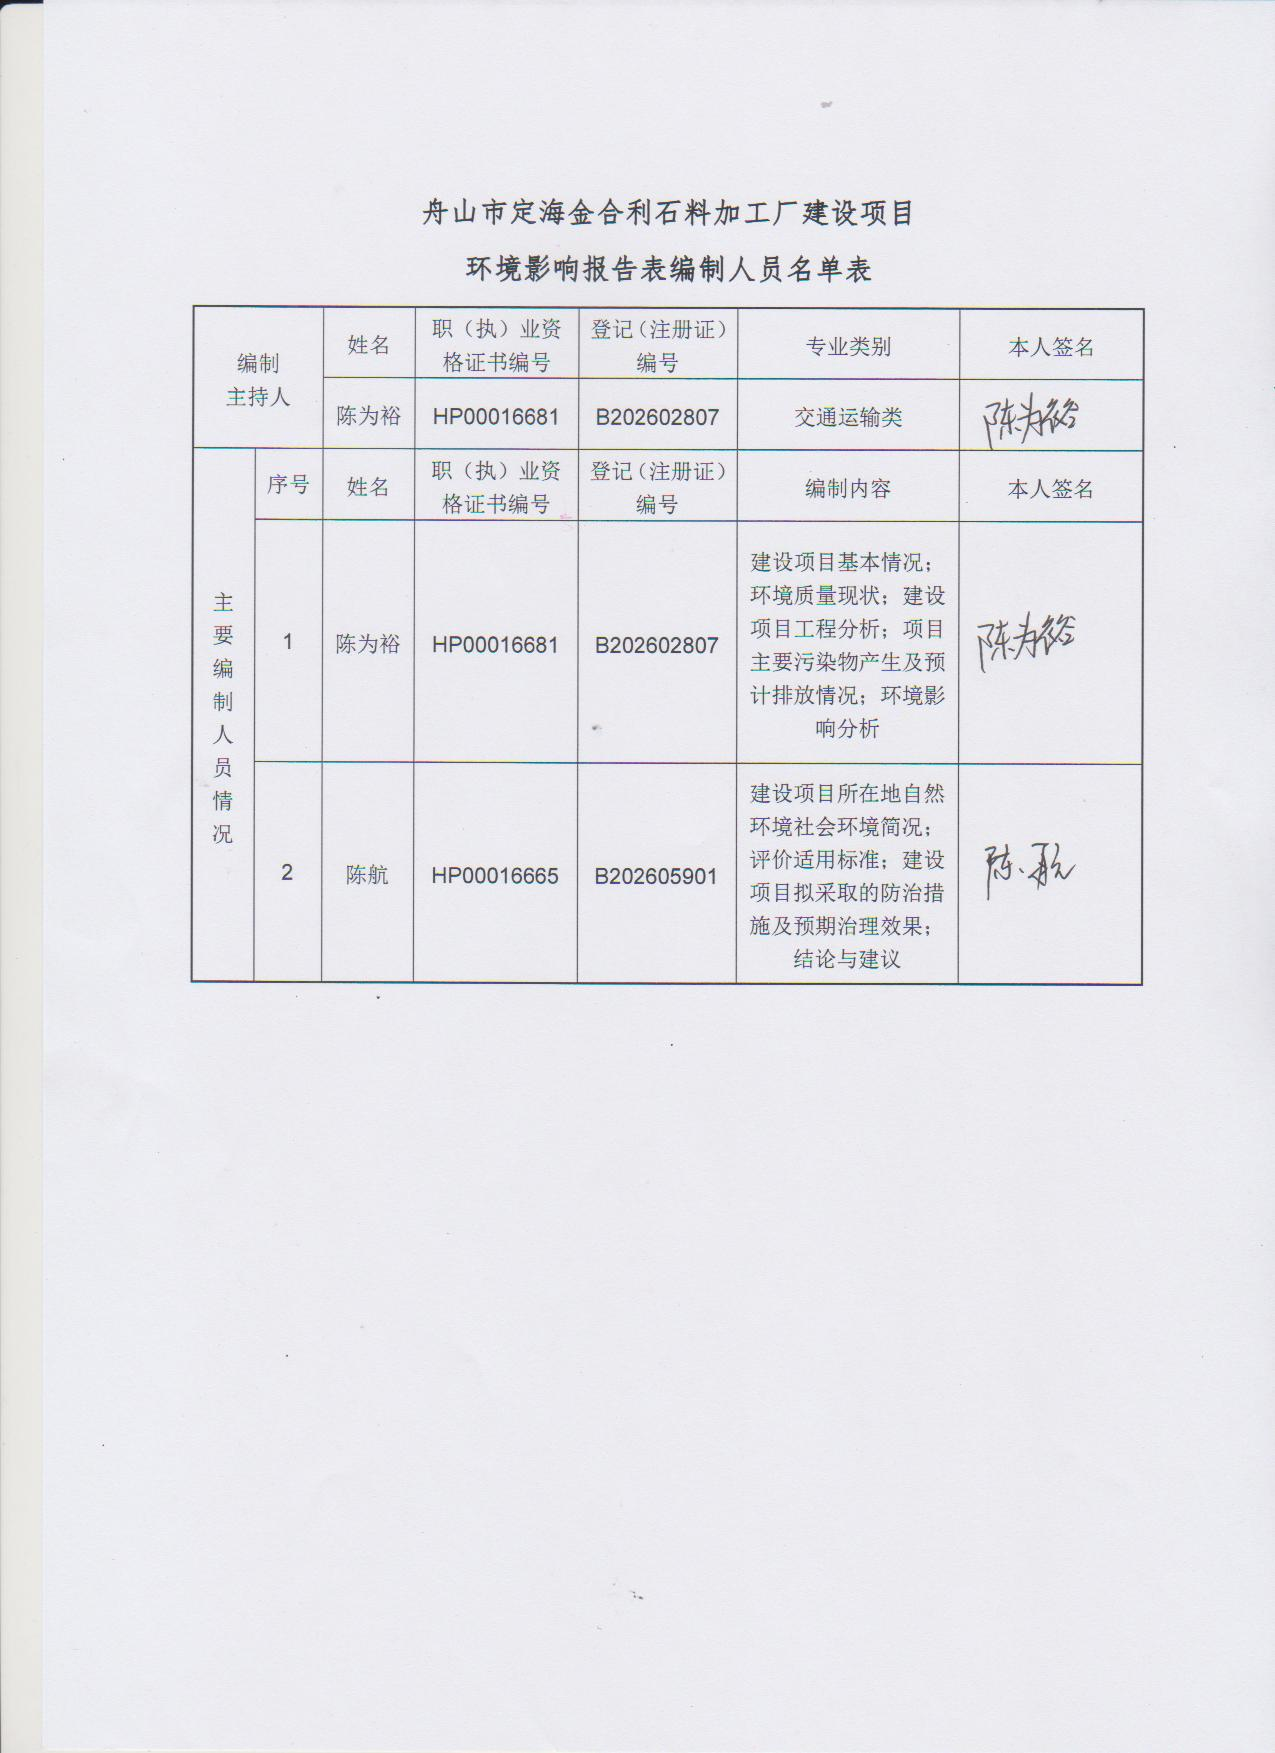 舟山市定海金合利石料加工厂建设项目
环境影响报告表编制人员名单表
编制
主持人
姓名
职（执）业资
格证书编号
登记（注册证）
编号
专业类别
本人签名
陈为裕
HP00016681
B202602807
交通运输类
陈为裕
主要编制人员情况
序号
姓名
职（执）业资
格证书编号
登记（注册证）
编号
编制内容
本人签名
1
陈为裕
HP00016681
B202602807
建设项目基本情况；
环境质量现状；建设
项目工程分析；项目
主要污染物产生及预
计排放情况；环境影
响分析
陈为裕
2
陈航
HP00016665
B202605901
建设项目所在地自然
环境社会环境简况；
评价适用标准；建设
项目拟采取的防治措
施及预期治理效果；
结论与建议
陈航